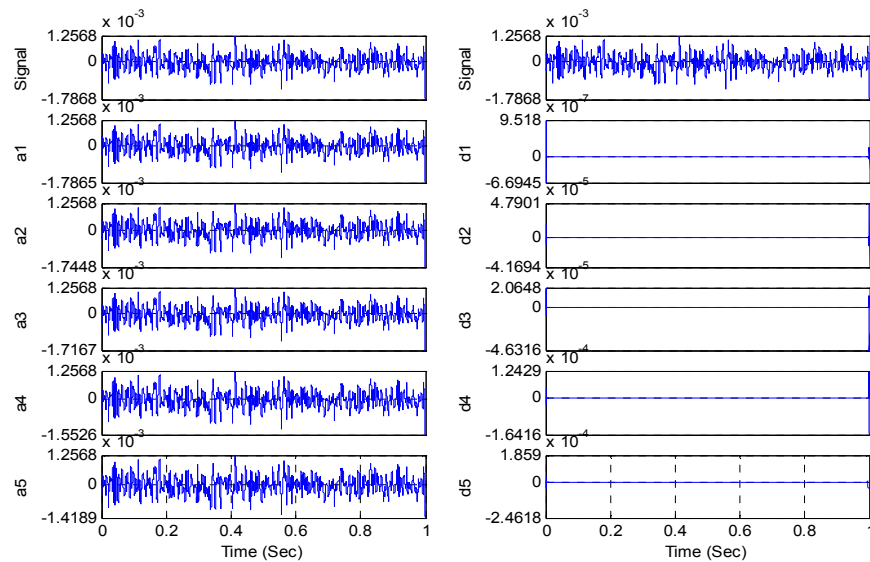 x 10^-3
1.2568
0
-1.7868
Signal
x 10^-3
1.2568
0
-1.7865
a1
x 10^-3
1.2568
0
-1.7448
a2
x 10^-3
1.2568
0
-1.7167
a3
x 10^-3
1.2568
0
-1.5526
a4
x 10^-3
1.2568
0
-1.4189
a5
0 0.2 0.4 0.6 0.8 1
Time (Sec)
x 10^-3
1.2568
0
-1.7868
Signal
x 10^-7
9.518
0
-6.6945
d1
x 10^-5
4.7901
0
-4.1694
d2
x 10^-5
2.0648
0
-4.6316
d3
x 10^-4
1.2429
0
-1.6416
d4
x 10^-4
1.859
0
-2.4618
d5
0 0.2 0.4 0.6 0.8 1
Time (Sec)